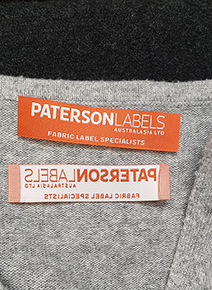 PATERSONLABELS
AUSTRALASIA LTD
FABRIC LABEL SPECIALISTS
PATERSONLABELS
AUSTRALASIA LTD
FABRIC LABEL SPECIALISTS